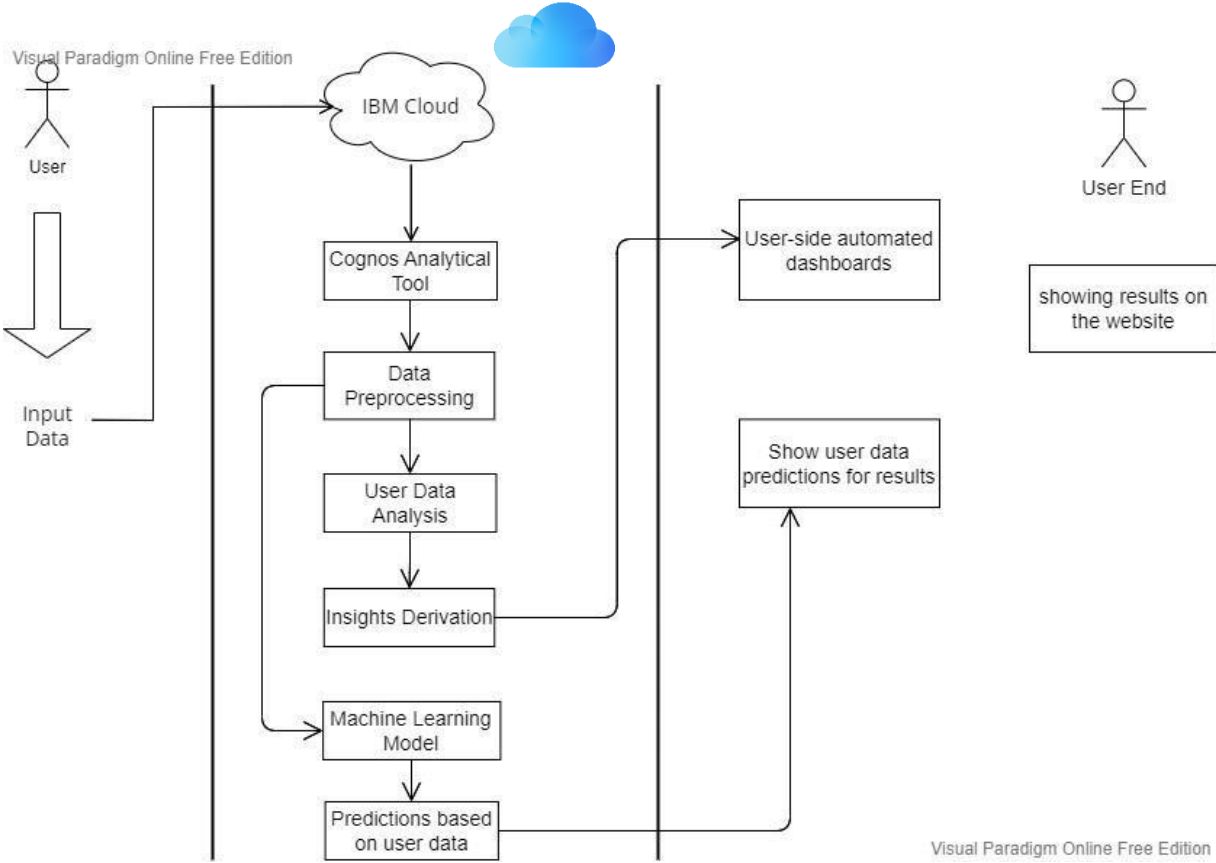 Visual Paradigm Online Free Edition
User
Input
Data
IBM Cloud
Cognos Analytical
Tool
Data
Preprocessing
User Data
Analysis
Insights Derivation
Machine Learning
Model
Predictions based
on user data
User-side automated
dashboards
Show user data
predictions for results
User End
showing results on
the website
Visual Paradigm Online Free Edition